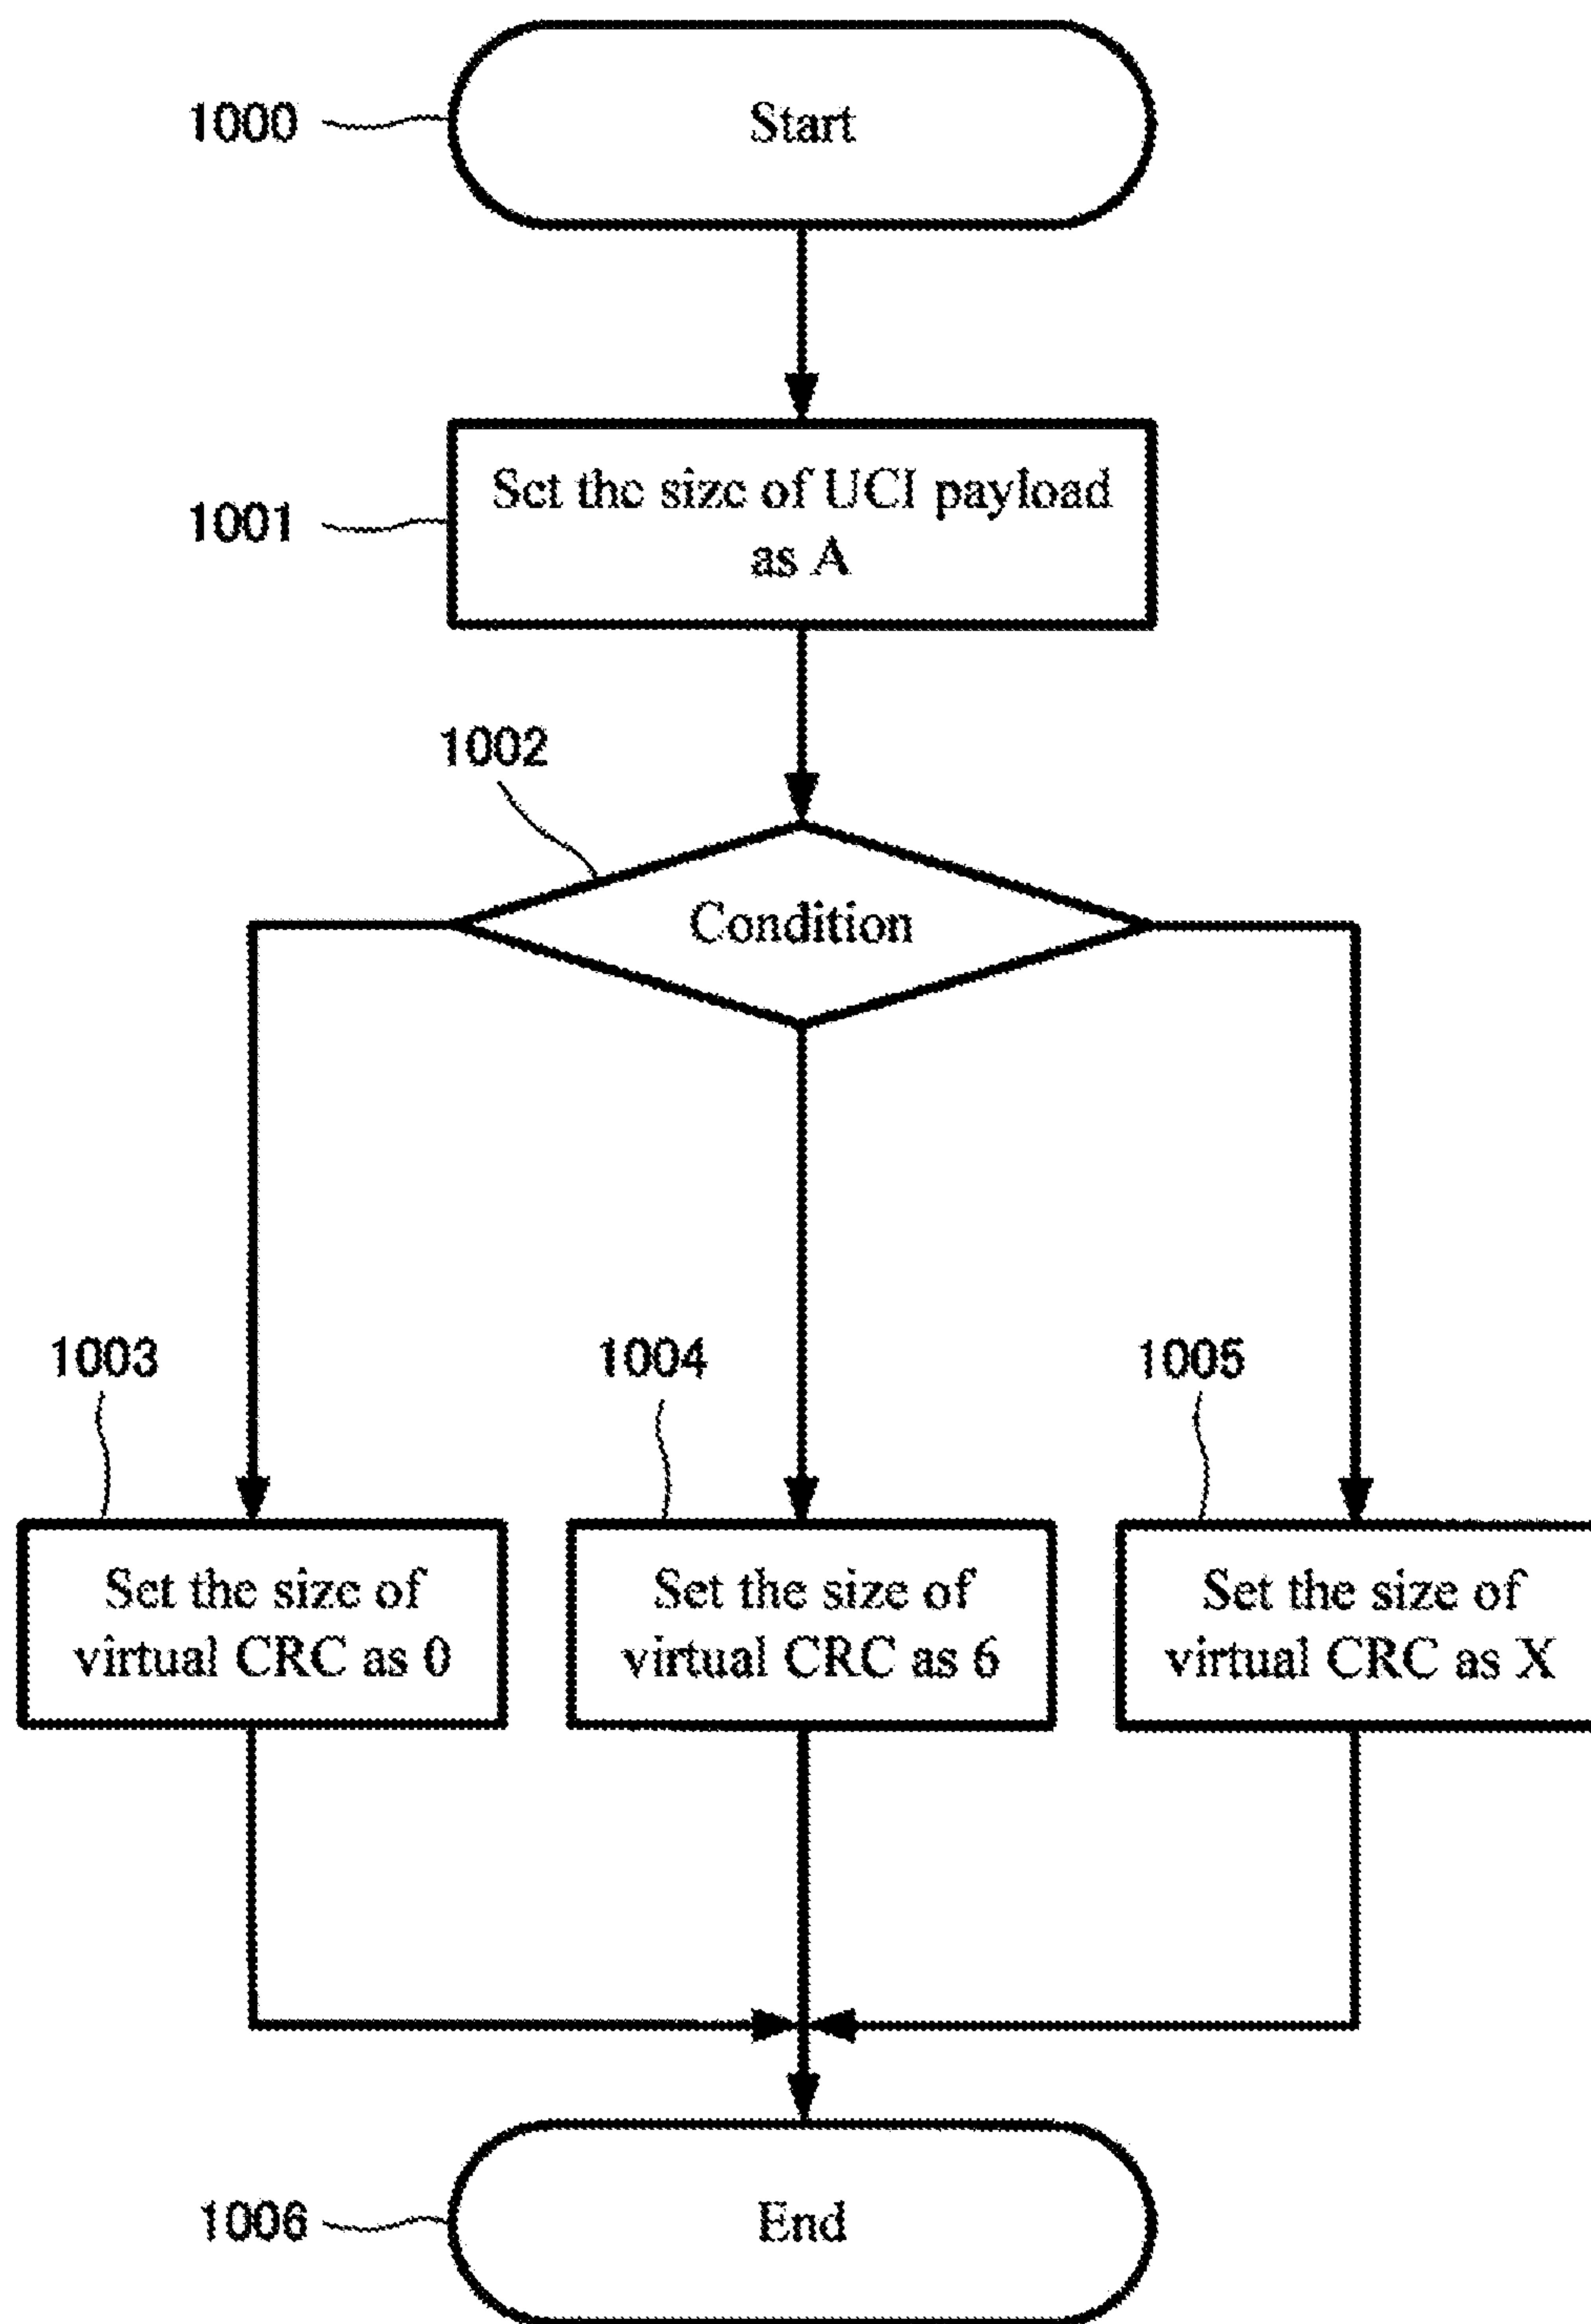 1000
Start
1001
Set the size of UCI payload
as A
1002
Condition
1003
1004
1005
Set the size of
virtual CRC as 0
Set the size of
virtual CRC as 6
Set the size of
virtual CRC as X
1006
End